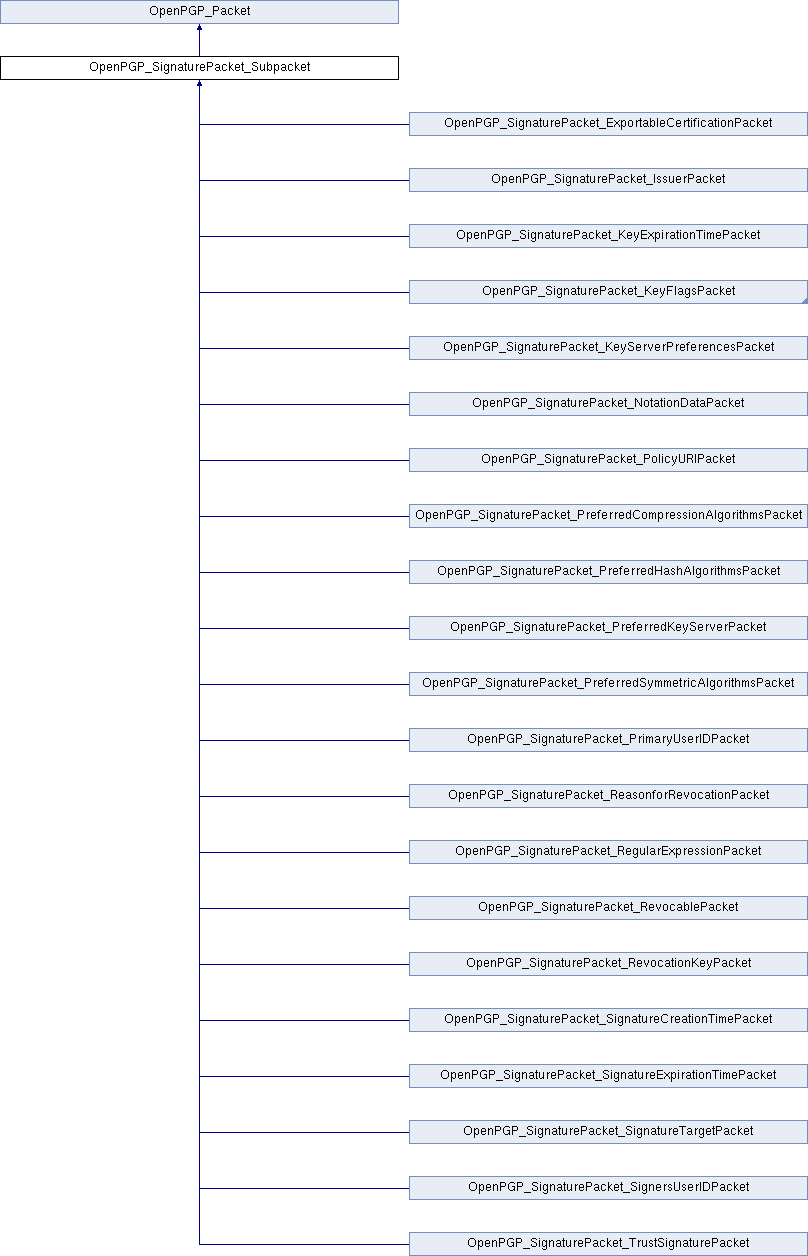 OpenPGP_Packet
OpenPGP_SignaturePacket_Subpacket
OpenPGP_SignaturePacket_ExportableCertificationPacket
OpenPGP_SignaturePacket_IssuerPacket
OpenPGP_SignaturePacket_KeyExpirationTimePacket
OpenPGP_SignaturePacket_KeyFlagsPacket
OpenPGP_SignaturePacket_KeyServerPreferencesPacket
OpenPGP_SignaturePacket_NotationDataPacket
OpenPGP_SignaturePacket_PolicyURIPacket
OpenPGP_SignaturePacket_PreferredCompressionAlgorithmsPacket
OpenPGP_SignaturePacket_PreferredHashAlgorithmsPacket
OpenPGP_SignaturePacket_PreferredKeyServerPacket
OpenPGP_SignaturePacket_PreferredSymmetricAlgorithmsPacket
OpenPGP_SignaturePacket_PrimaryUserIDPacket
OpenPGP_SignaturePacket_ReasonforRevocationPacket
OpenPGP_SignaturePacket_RegularExpressionPacket
OpenPGP_SignaturePacket_RevocablePacket
OpenPGP_SignaturePacket_RevocationKeyPacket
OpenPGP_SignaturePacket_SignatureCreationTimePacket
OpenPGP_SignaturePacket_SignatureExpirationTimePacket
OpenPGP_SignaturePacket_SignatureTargetPacket
OpenPGP_SignaturePacket_SignersUserIDPacket
OpenPGP_SignaturePacket_TrustSignaturePacket